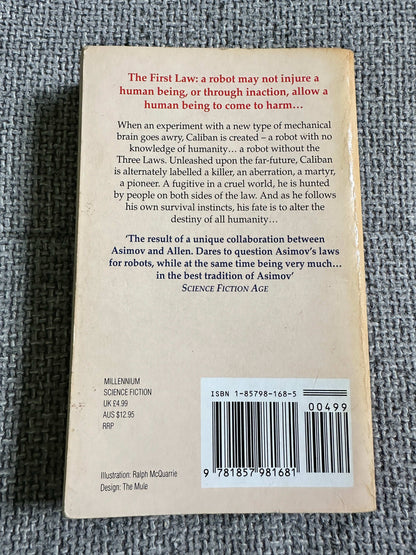 The First Law: a robot may not injure a
human being, or through inaction, allow a
human being to come to harm…
When an experiment with a new type of mechanical
brain goes awry, Caliban is created – a robot with no
knowledge of humanity… a robot without the
Three Laws. Unleashed upon the far-future, Caliban
is alternately labelled a killer, an aberration, a martyr,
a pioneer. A fugitive in a cruel world, he is hunted
by people on both sides of the law. And as he follows
his own survival instincts, his fate is to alter the
destiny of all humanity…
‘The result of a unique collaboration between
Asimov and Allen. Dares to question Asimov's laws
for robots, while at the same time being very much…
in the best tradition of Asimov’
SCIENCE FICTION AGE
MILLENNIUM
SCIENCE FICTION
UK £4.99
AUS $12.95
RRP
Illustration: Ralph McQuarrie
Design: The Mule
ISBN 1-85798-168-5
00499
9 781857 981681